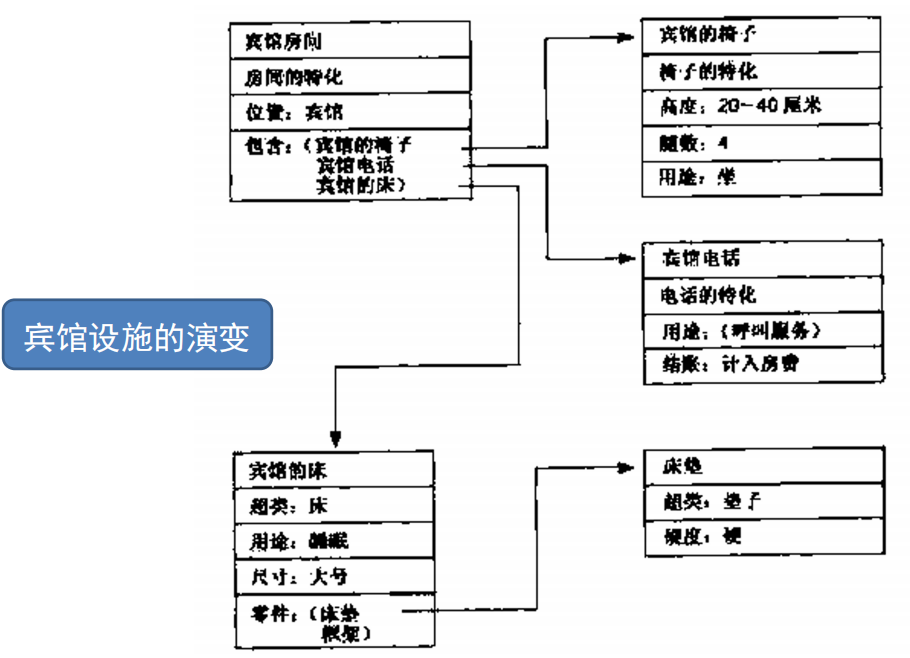 宾馆房间
房间的特化
位置：宾馆
包含：（宾馆的椅子
宾馆电话
宾馆的床）
宾馆的椅子
椅子的特化
高度：20-40厘米
腿数：4
用途：坐
宾馆电话
电话的特化
用途：（呼叫服务）
结账：计入房费
宾馆设施的演变
宾馆的床
超类：床
用途：睡眠
尺寸：大号
零件：（床垫
框架）
床垫
超类：垫子
硬度：硬